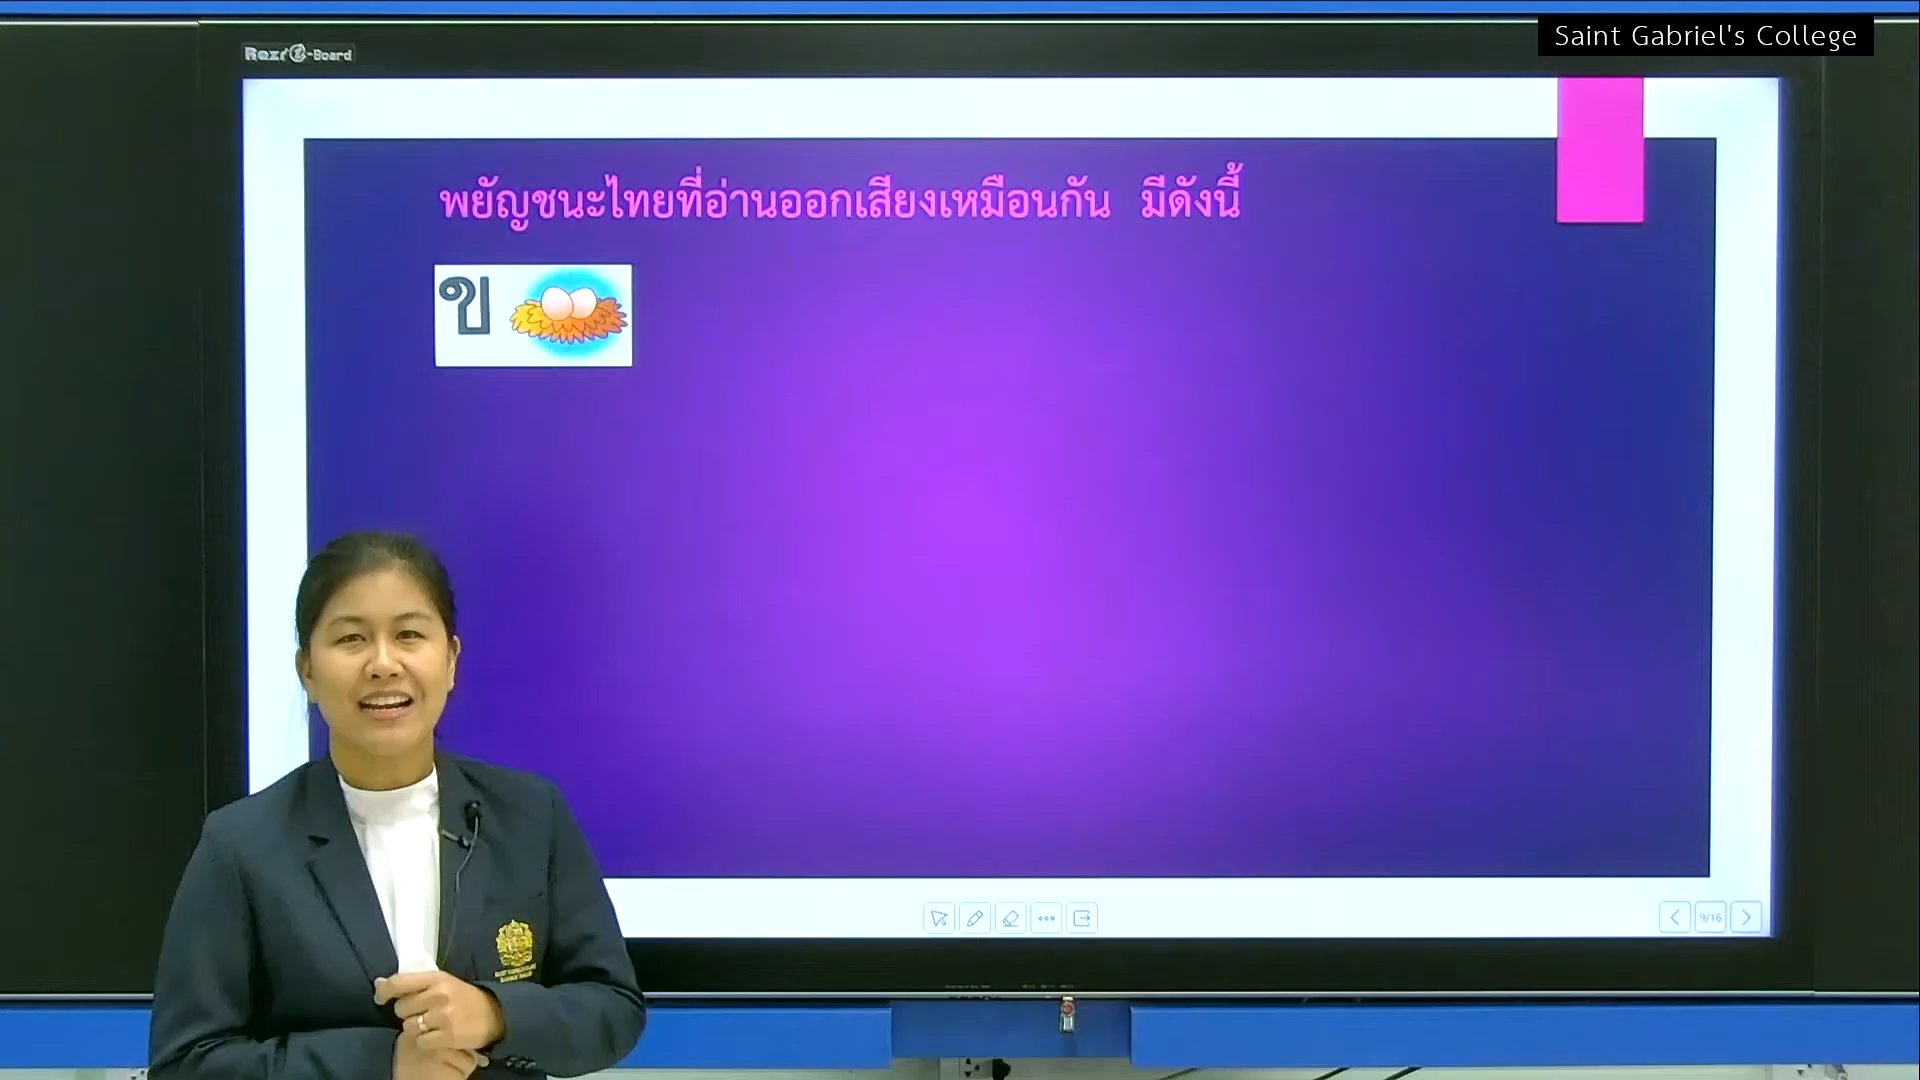 Saint Gabriel's College
Razr e-Board
พยัญชนะไทยที่อ่านออกเสียงเหมือนกัน มีดังนี้
ข
9/16